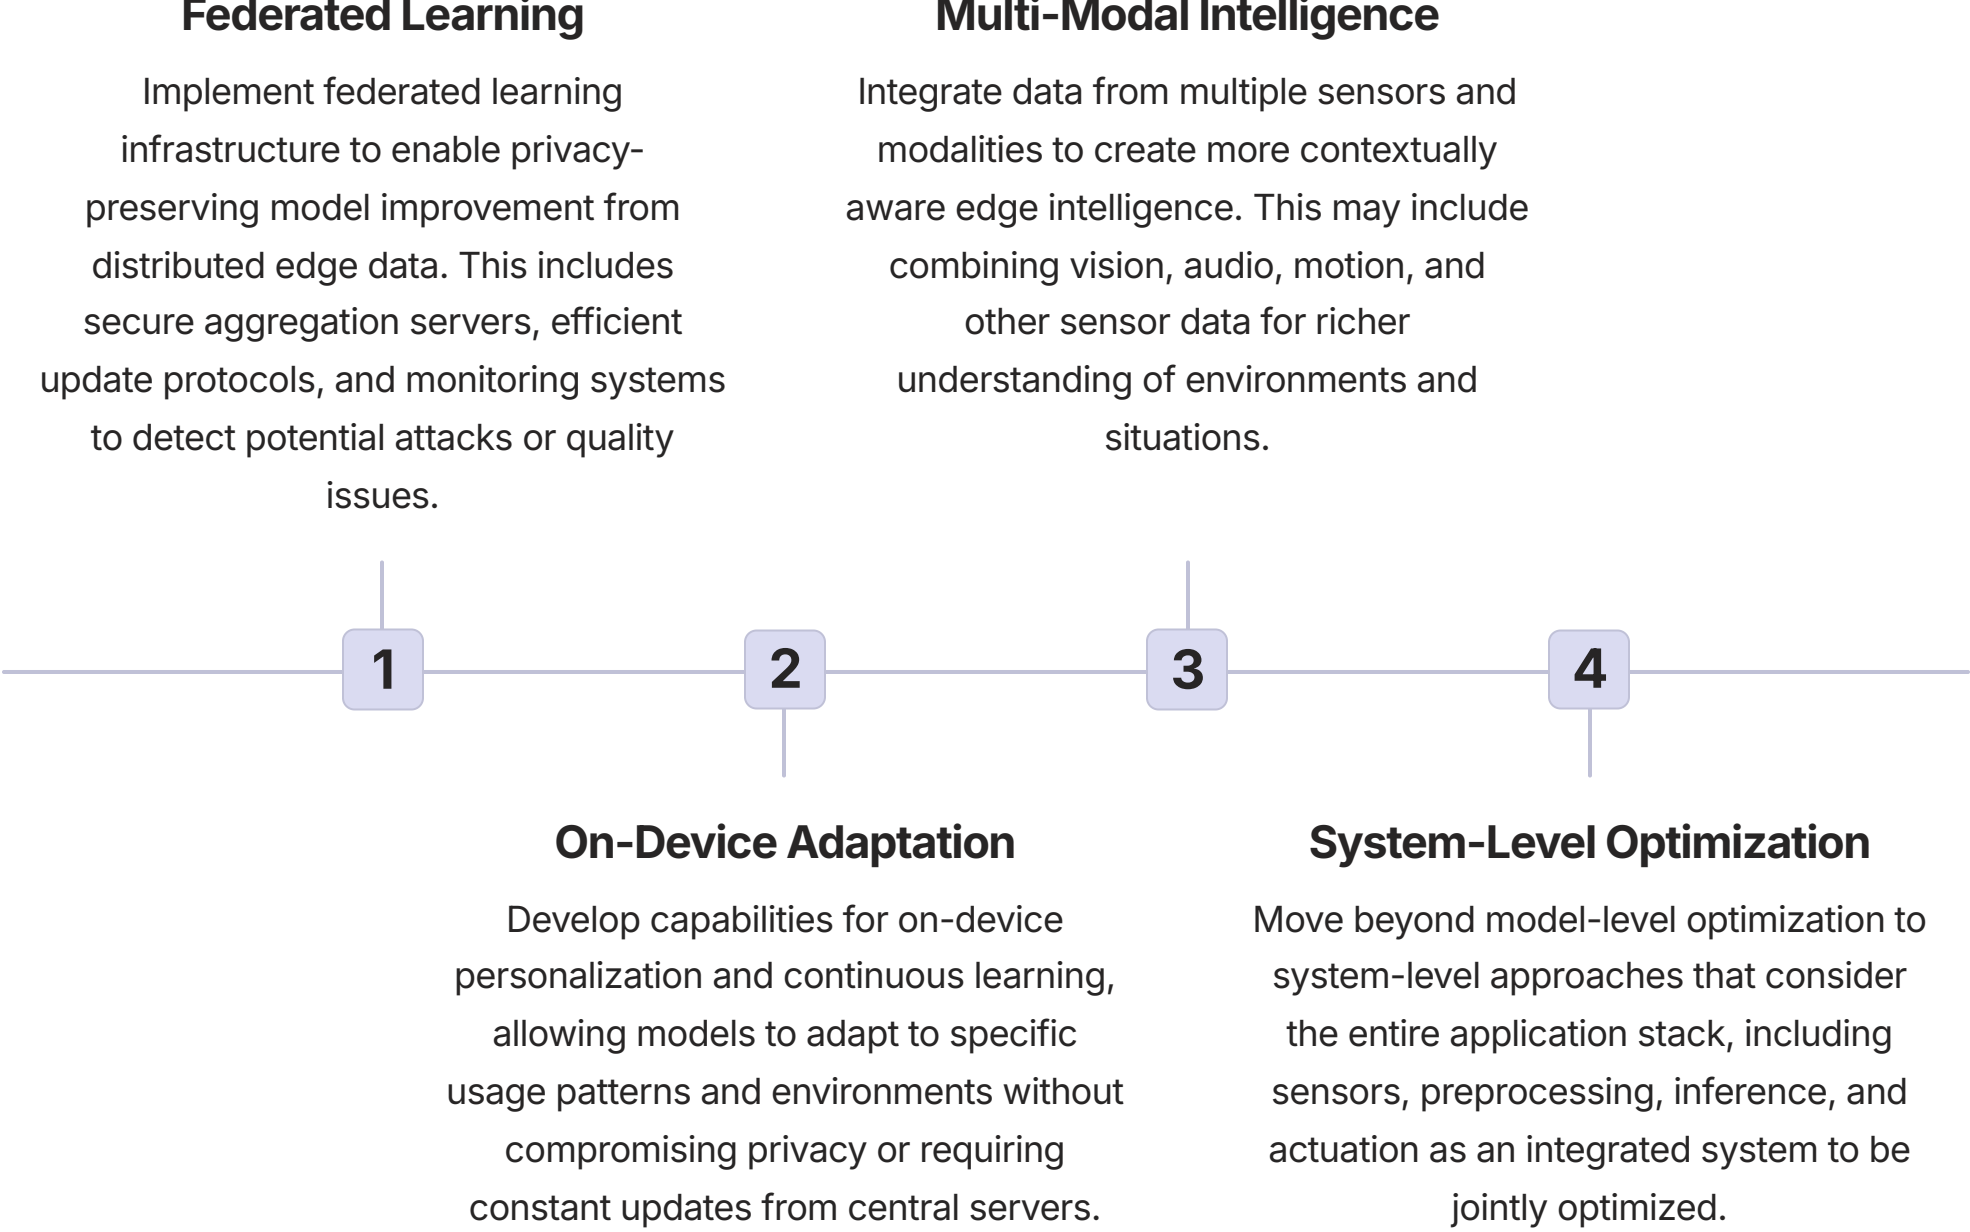 Federated Learning
Implement federated learning
infrastructure to enable privacy-
preserving model improvement from
distributed edge data. This includes
secure aggregation servers, efficient
update protocols, and monitoring systems
to detect potential attacks or quality
issues.
Multi-Modal Intelligence
Integrate data from multiple sensors and
modalities to create more contextually
aware edge intelligence. This may include
combining vision, audio, motion, and
other sensor data for richer
understanding of environments and
situations.
1
2
3
4
On-Device Adaptation
Develop capabilities for on-device
personalization and continuous learning,
allowing models to adapt to specific
usage patterns and environments without
compromising privacy or requiring
constant updates from central servers.
System-Level Optimization
Move beyond model-level optimization to
system-level approaches that consider
the entire application stack, including
sensors, preprocessing, inference, and
actuation as an integrated system to be
jointly optimized.